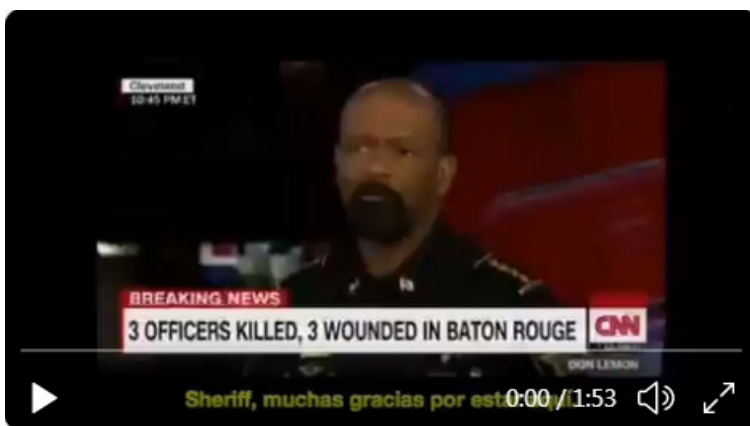 Cleveland
10:45 PM ET
BREAKING NEWS
3 OFFICERS KILLED, 3 WOUNDED IN BATON ROUGE
CNN
DON LEMON
Sheriff, muchas gracias por
0:00 / 1:53